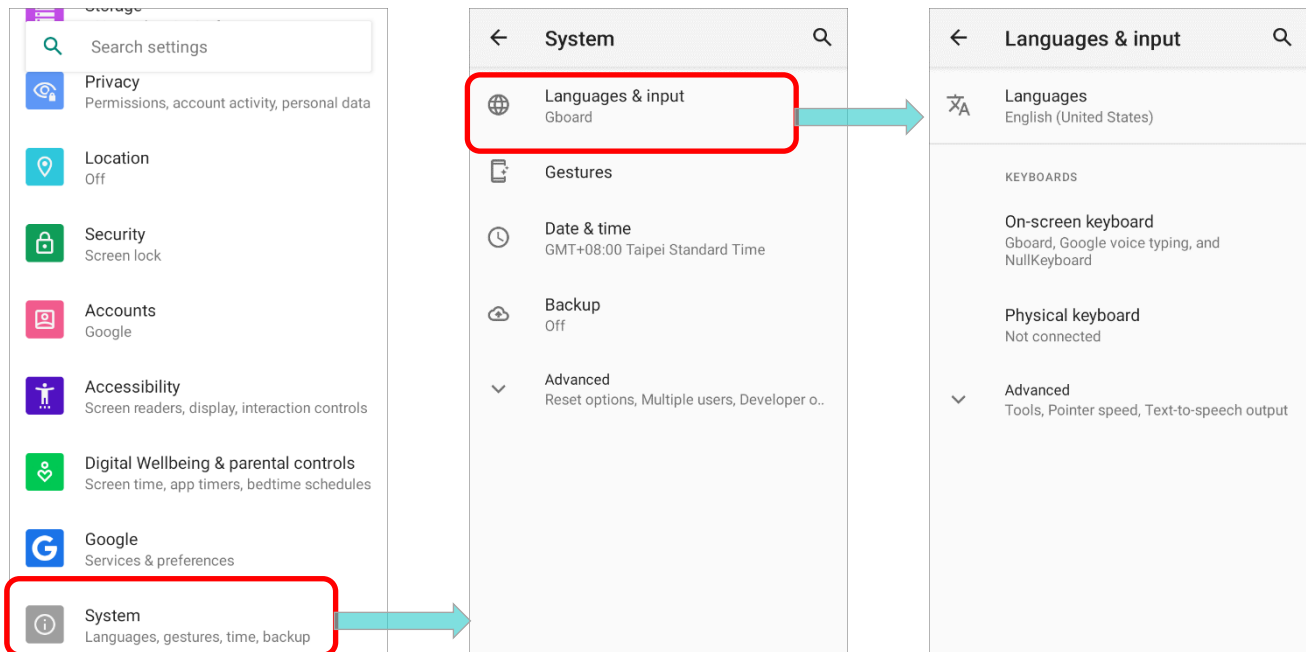 Storage
Search settings
Privacy
Permissions, account activity, personal data
Location
Off
Security
Screen lock
Accounts
Google
Accessibility
Screen readers, display, interaction controls
Digital Wellbeing & parental controls
Screen time, app timers, bedtime schedules
Google
Services & preferences
System
Languages, gestures, time, backup
System
Languages & input
Gboard
Gestures
Date & time
GMT+08:00 Taipei Standard Time
Backup
Off
Advanced
Reset options, Multiple users, Developer o..
Languages & input
Languages
English (United States)
KEYBOARDS
On-screen keyboard
Gboard, Google voice typing, and
NullKeyboard
Physical keyboard
Not connected
Advanced
Tools, Pointer speed, Text-to-speech output